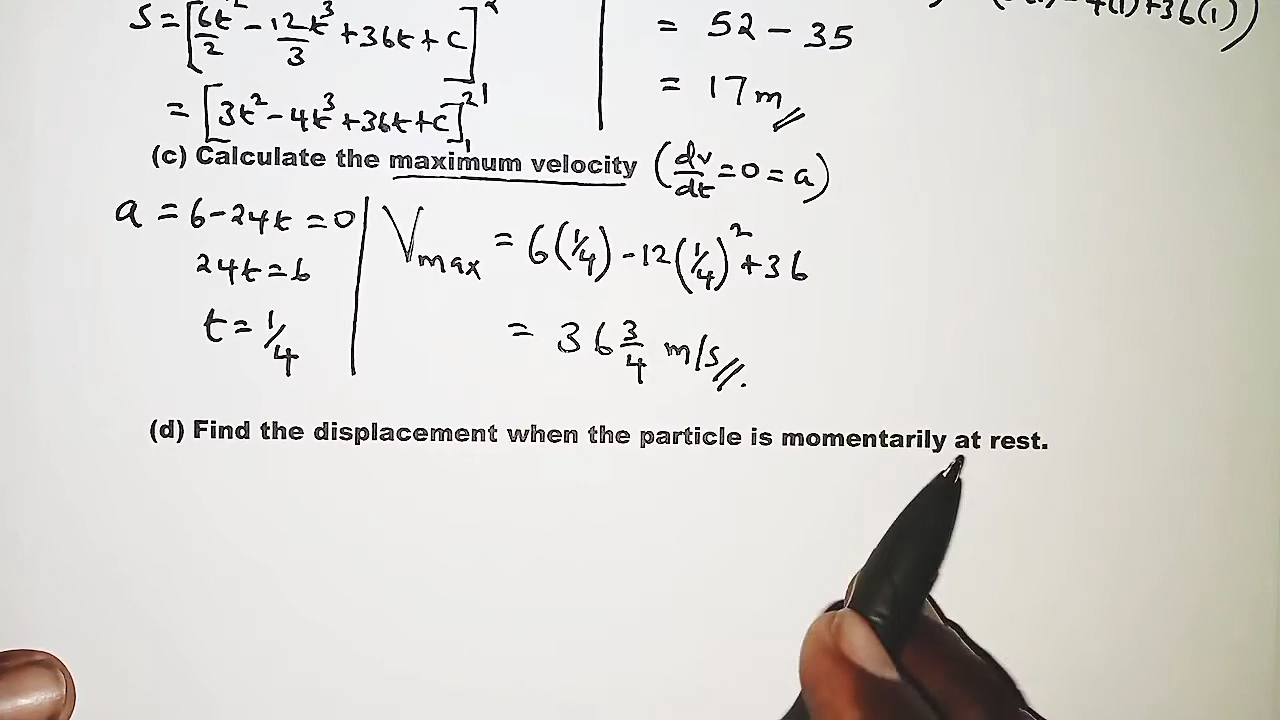 S = [6t²/2 - 12t³/3 + 36t + C]²
= [3t² - 4t³ + 36t + C]²₁
= 52 - 35
= 17m
(c) Calculate the maximum velocity (dv/dt = 0 = a)
a = 6 - 24t = 0
24t = 6
t = 1/4
Vmax = 6(1/4) - 12(1/4)² + 36
= 36 3/4 m/s
(d) Find the displacement when the particle is momentarily at rest.